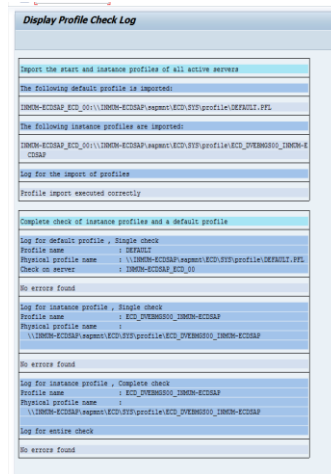 Display Profile Check Log
Import the start and instance profiles of all active servers
The following default profile is imported:
INMUM-ECDSAP_ECD_00:\\INMUM-ECDSAP\sapmnt\ECD\SYS\profile\DEFAULT.PFL
The following instance profiles are imported:
INMUM-ECDSAP_ECD_00:\\INMUM-ECDSAP\sapmnt\ECD\SYS\profile\ECD_DVEBMGS00_INMUM-E
CDSAP
Log for the import of profiles
Profile import executed correctly
Complete check of instance profiles and a default profile
Log for default profile , Single check
Profile name : DEFAULT
Physical profile name : \\INMUM-ECDSAP\sapmnt\ECD\SYS\profile\DEFAULT.PFL
Check on server : INMUM-ECDSAP_ECD_00
No errors found
Log for instance profile , Single check
Profile name : ECD_DVEBMGS00_INMUM-ECDSAP
Physical profile name :
\\INMUM-ECDSAP\sapmnt\ECD\SYS\profile\ECD_DVEBMGS00_INMUM-ECDSAP
No errors found
Log for instance profile , Complete check
Profile name : ECD_DVEBMGS00_INMUM-ECDSAP
Physical profile name :
\\INMUM-ECDSAP\sapmnt\ECD\SYS\profile\ECD_DVEBMGS00_INMUM-ECDSAP
Log for entire check
No errors found